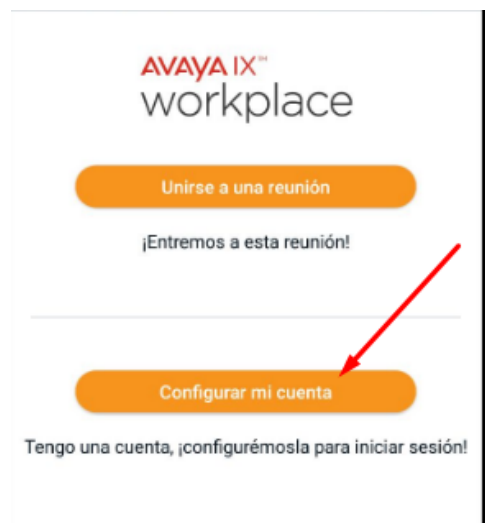 AVAYA IX™
workplace
Unirse a una reunión
¡Entremos a esta reunión!
Configurar mi cuenta
Tengo una cuenta, ¡configurémosla para iniciar sesión!